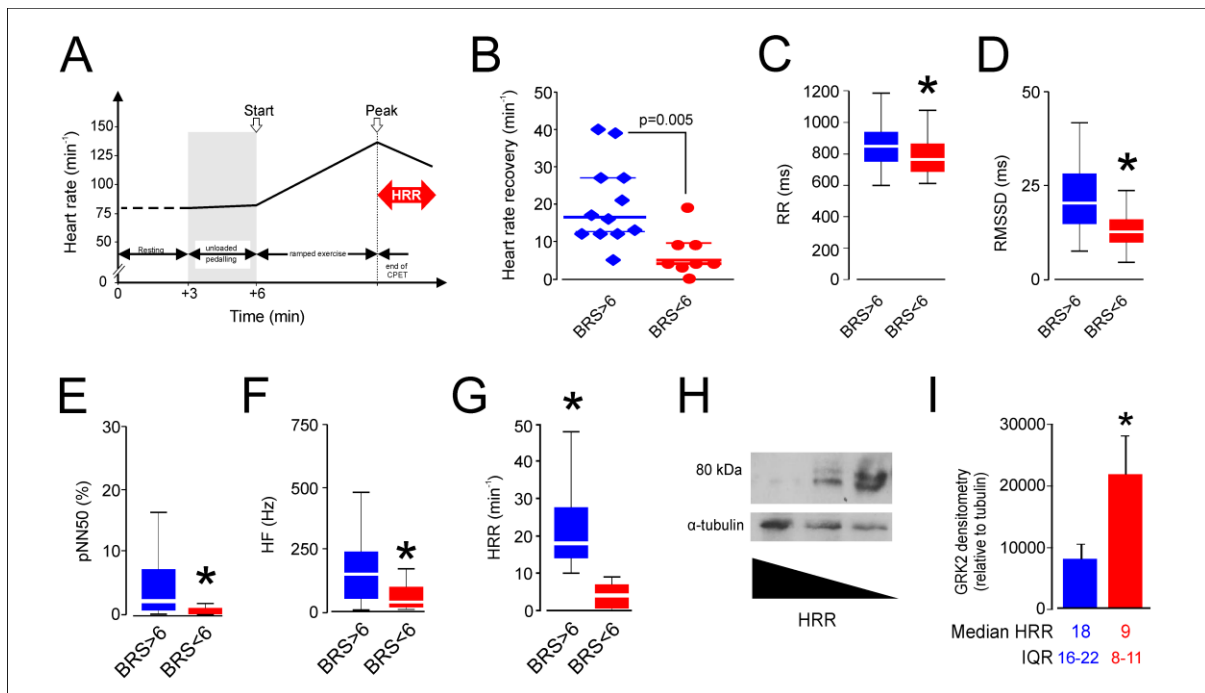 A
Heart rate (min⁻¹)
150
125
100
75
50
0
Start
Peak
HRR
Resting
unloaded
pedalling
ramped exercise
end of
CPET
0
+3
+6
Time (min)
B
Heart rate recovery (min⁻¹)
50
40
30
20
10
0
p=0.005
BRS>6
BRS<6
C
RR (ms)
1200
1000
800
600
400
200
0
*
BRS>6
BRS<6
D
RMSSD (ms)
50
25
0
*
BRS>6
BRS<6
E
pNN50 (%)
30
20
10
0
*
BRS>6
BRS<6
F
HF (Hz)
750
500
250
0
*
BRS>6
BRS<6
G
HRR (min⁻¹)
50
40
30
20
10
0
*
BRS>6
BRS<6
H
80 kDa
α-tubulin
HRR
I
GRK2 densitometry
(relative to tubulin)
30000
20000
10000
0
*
Median HRR 18 9
IQR 16-22 8-11